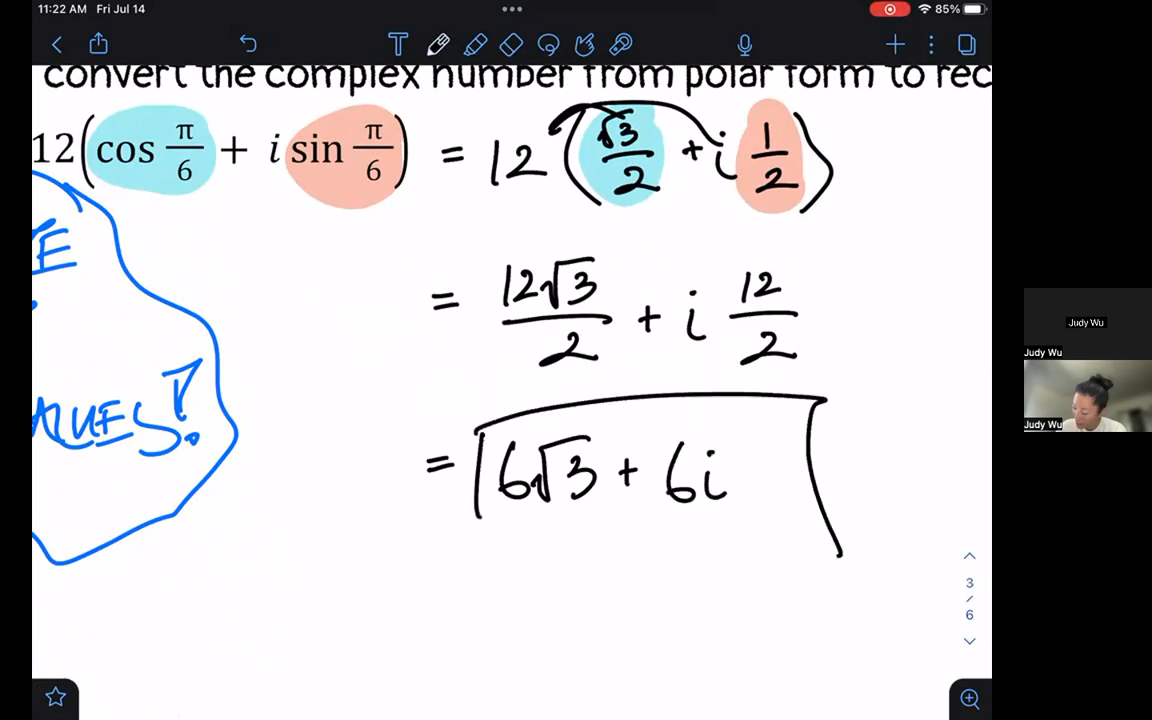 11:22 AM Fri Jul 14
85%
convert the complex number from polar form to rec
12(cos π/6 + i sin π/6) = 12(√3/2 + i 1/2)
= 12√3/2 + i 12/2
= 6√3 + 6i
E
ALUES!
3
/
6
Judy Wu
Judy Wu
Judy Wu